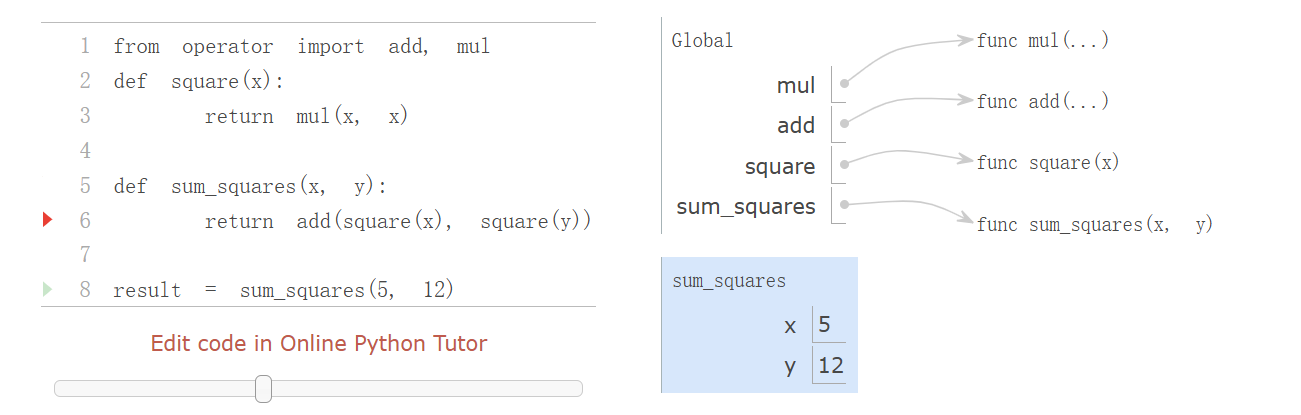 1 from operator import add, mul
2 def square(x):
3 return mul(x, x)
4
5 def sum_squares(x, y):
6 return add(square(x), square(y))
7
8 result = sum_squares(5, 12)
Edit code in Online Python Tutor
Global
mul
add
square
sum_squares
func mul(...)
func add(...)
func square(x)
func sum_squares(x, y)
sum_squares
x 5
y 12